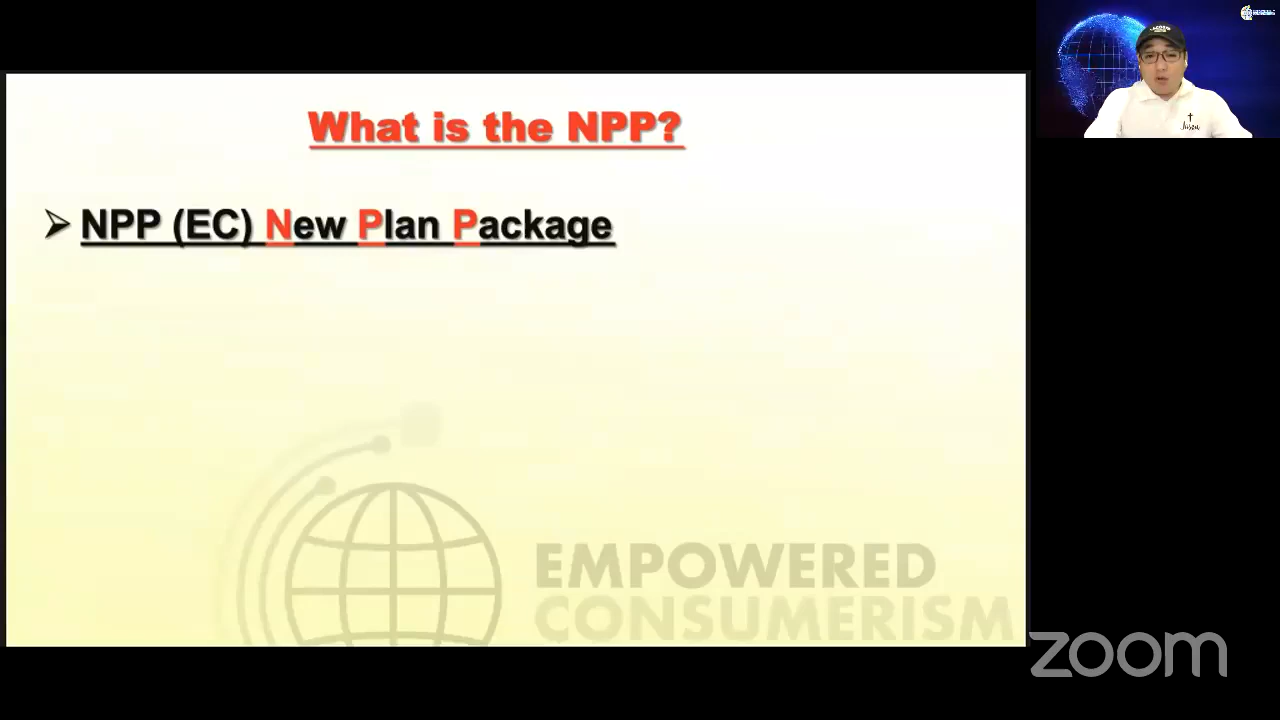 What is the NPP?
➢ NPP (EC) New Plan Package
EMPOWERED
CONSUMERISM
zoom